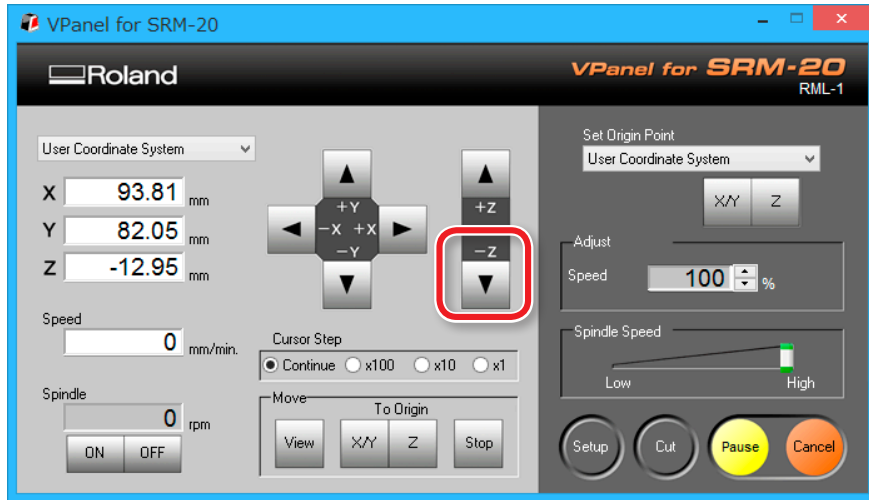 VPanel for SRM-20
Roland
VPanel for SRM-20
RML-1
User Coordinate System
X 93.81 mm
Y 82.05 mm
Z -12.95 mm
Speed
0 mm/min.
Spindle
0 rpm
ON OFF
+Y
-X +X
-Y
+Z
-Z
Cursor Step
Continue x100 x10 x1
Move
To Origin
View X/Y Z Stop
Set Origin Point
User Coordinate System
X/Y Z
Adjust
Speed 100 %
Spindle Speed
Low High
Setup Cut Pause Cancel